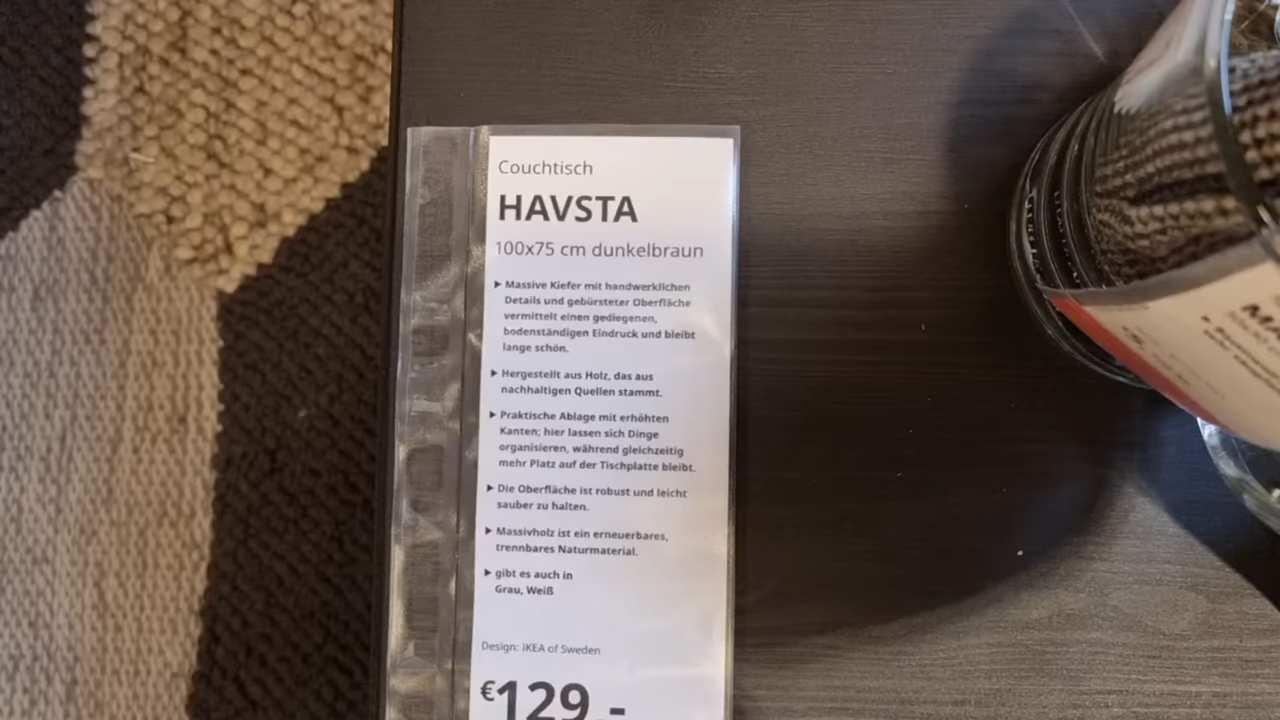 Couchtisch
HAVSTA
100x75 cm dunkelbraun
▶ Massive Kiefer mit handwerklichen
Details und gebürsteter Oberfläche
vermittelt einen gediegenen,
bodenständigen Eindruck und bleibt
lange schön.
▶ Hergestellt aus Holz, das aus
nachhaltigen Quellen stammt.
▶ Praktische Ablage mit erhöhten
Kanten; hier lassen sich Dinge
organisieren, während gleichzeitig
mehr Platz auf der Tischplatte bleibt.
▶ Die Oberfläche ist robust und leicht
sauber zu halten.
▶ Massivholz ist ein erneuerbares,
trennbares Naturmaterial.
▶ gibt es auch in
Grau, Weiß
Design: IKEA of Sweden
€129.-